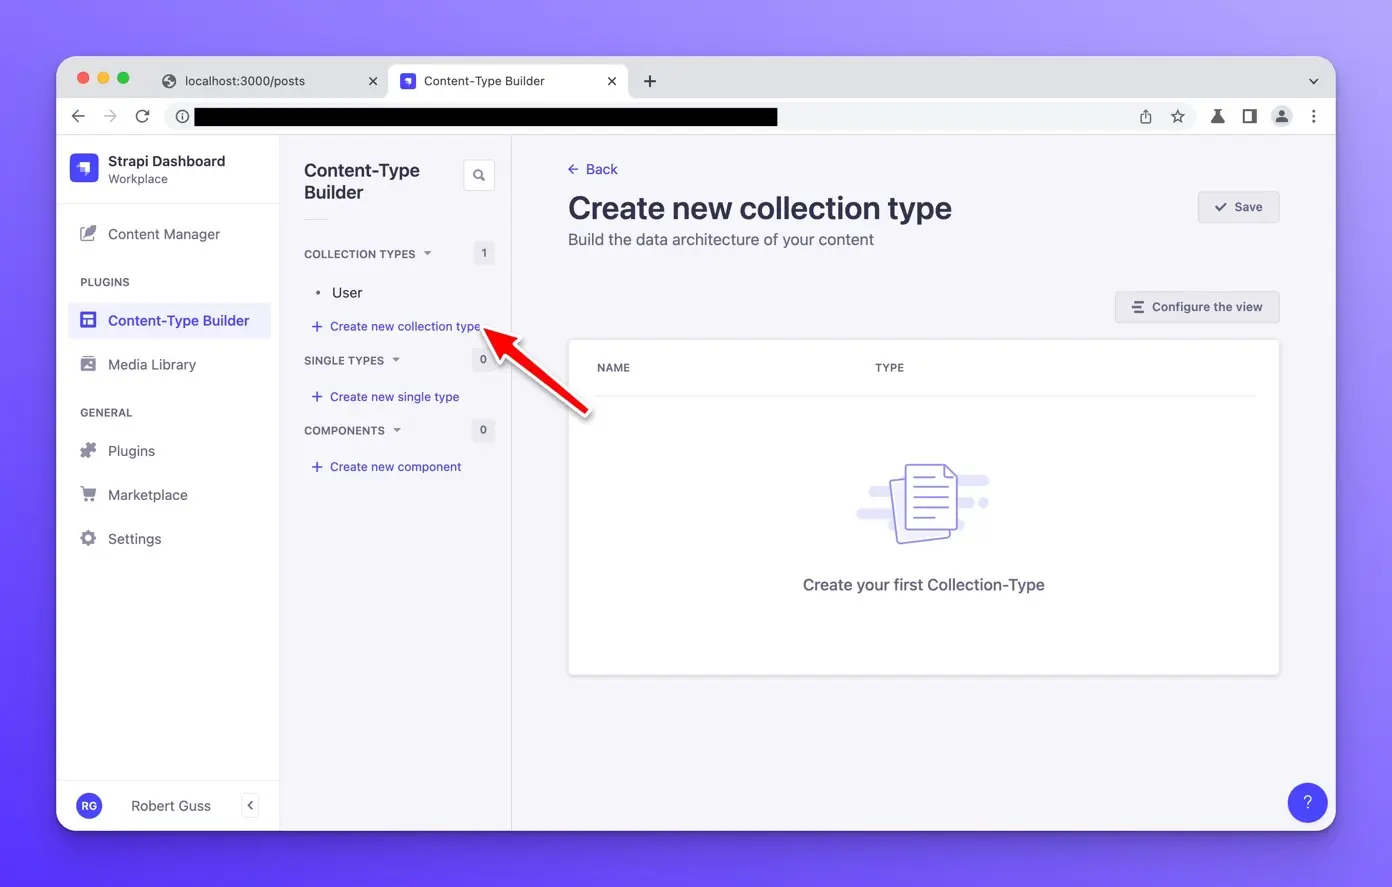 localhost:3000/posts
Content-Type Builder
Strapi Dashboard
Workplace
Content Manager
PLUGINS
Content-Type Builder
Media Library
GENERAL
Plugins
Marketplace
Settings
RG
Robert Guss
Content-Type
Builder
COLLECTION TYPES
1
User
Create new collection type
SINGLE TYPES
0
Create new single type
COMPONENTS
0
Create new component
Back
Create new collection type
Build the data architecture of your content
Save
Configure the view
NAME
TYPE
Create your first Collection-Type
?